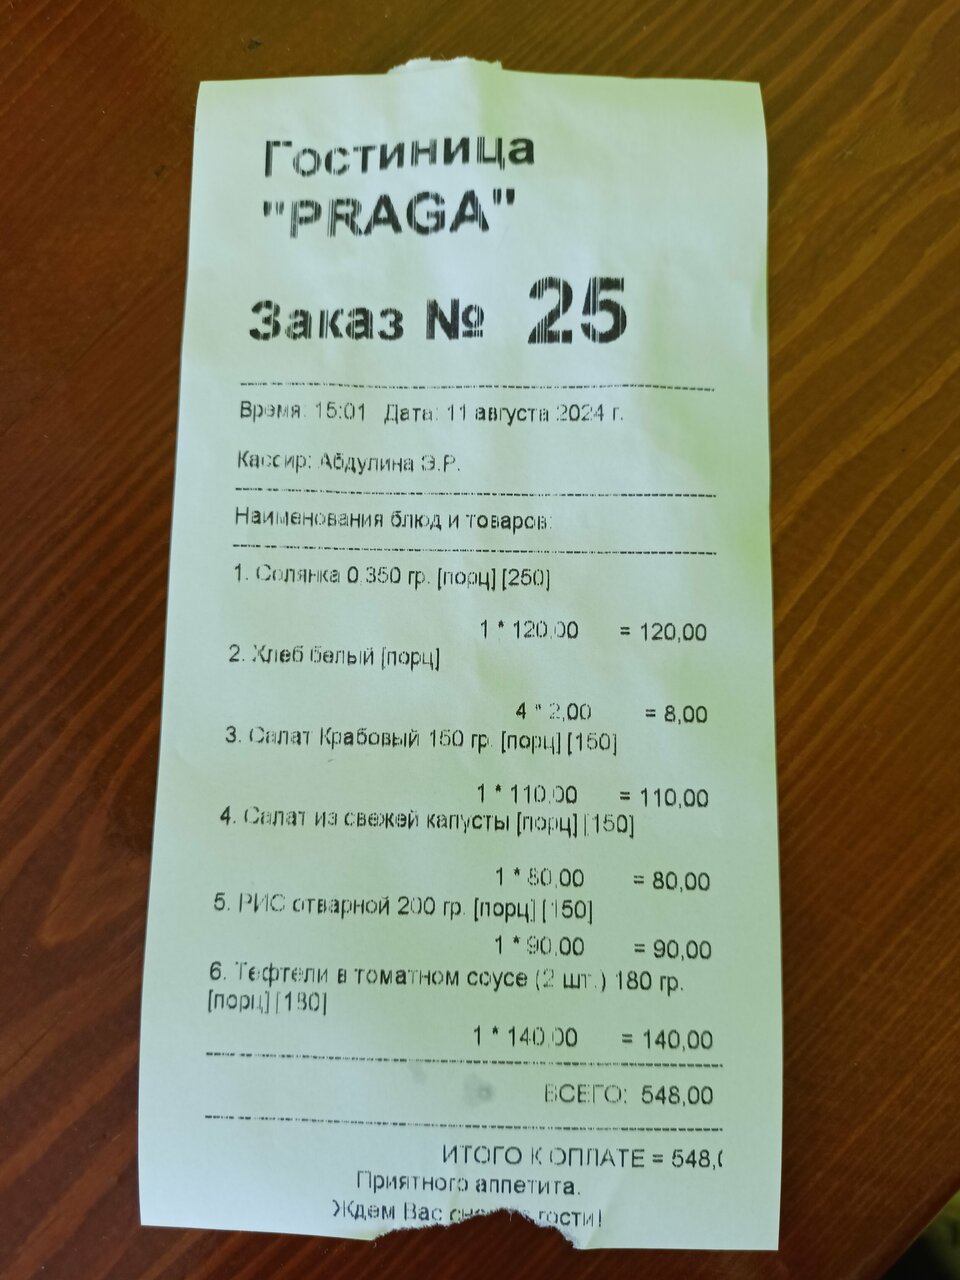 Гостиница
"PRAGA"
Заказ № 25
Время: 15:01 Дата: 11 августа 2024 г.
Кассир: Абдулина Э.Р.
Наименования блюд и товаров:
1. Солянка 0,350 гр. [порц] [250]
1 * 120,00 = 120,00
2. Хлеб белый [порц]
4 * 2,00 = 8,00
3. Салат Крабовый 150 гр. [порц] [150]
1 * 110,00 = 110,00
4. Салат из свежей капусты [порц] [150]
1 * 80,00 = 80,00
5. РИС отварной 200 гр. [порц] [150]
1 * 90,00 = 90,00
6. Тефтели в томатном соусе (2 шт.) 180 гр.
[порц] [180]
1 * 140,00 = 140,00
ВСЕГО: 548,00
ИТОГО К ОПЛАТЕ = 548,0
Приятного аппетита.
Ждем Вас гости!